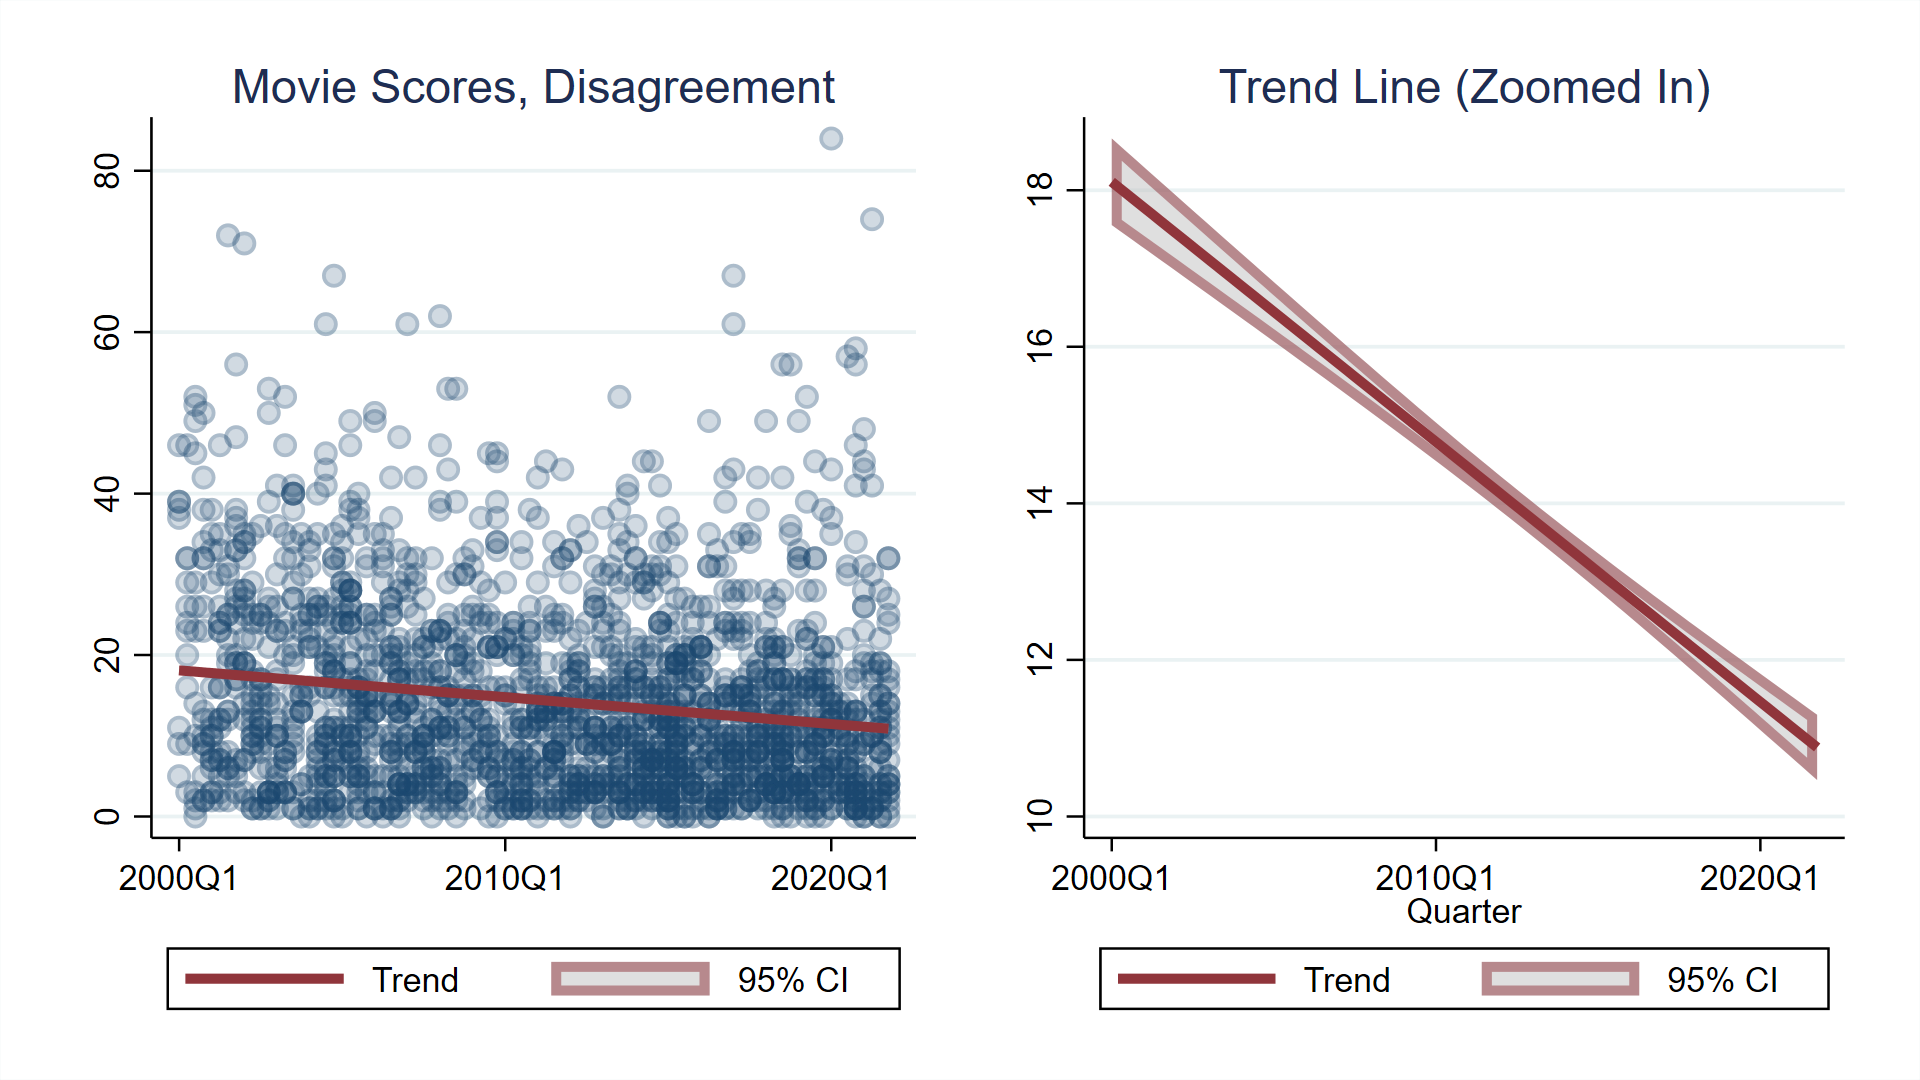 Movie Scores, Disagreement
80
60
40
20
0
2000Q1 2010Q1 2020Q1
Trend 95% CI
Trend Line (Zoomed In)
18
16
14
12
10
2000Q1 2010Q1 2020Q1
Quarter
Trend 95% CI